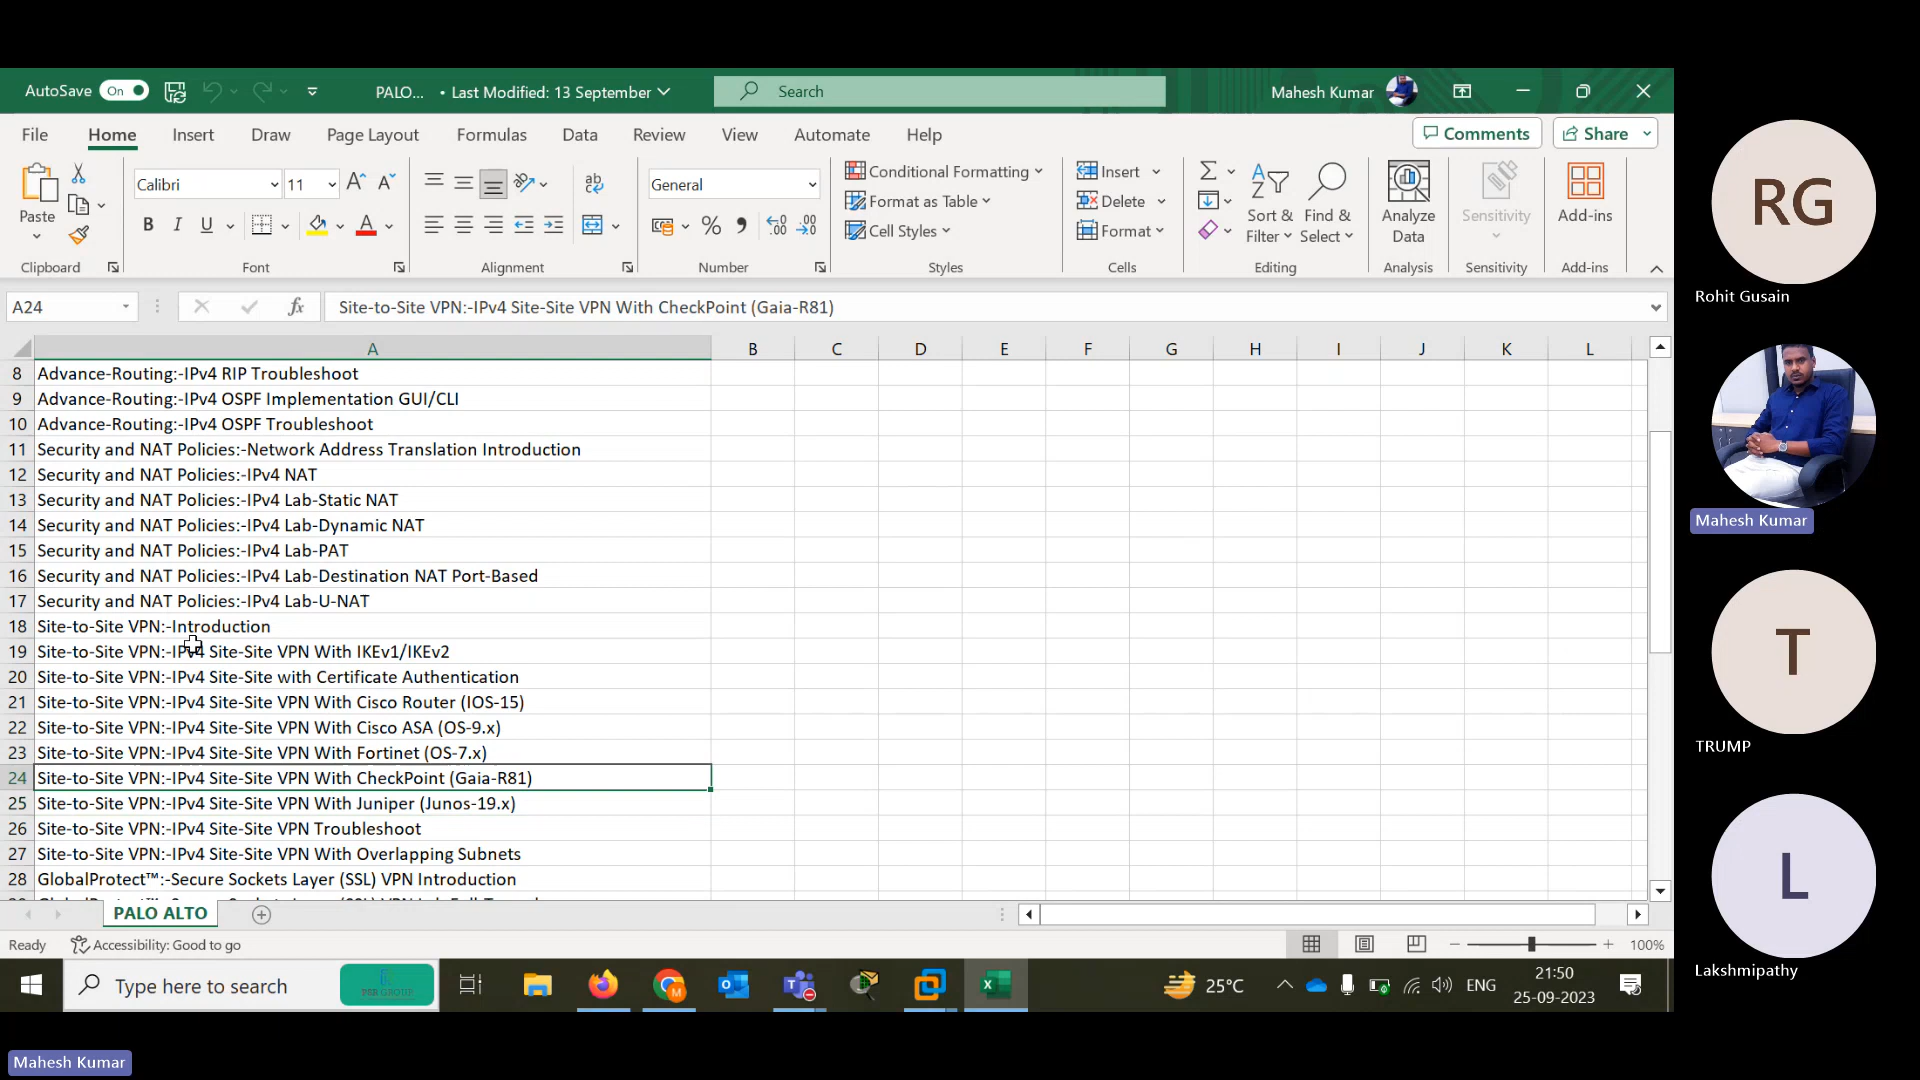 AutoSave On PALO... • Last Modified: 13 September Search Mahesh Kumar
File Home Insert Draw Page Layout Formulas Data Review View Automate Help Comments Share
Paste
Clipboard
Calibri 11
B I U
Font
ab
Alignment
General
Number
Conditional Formatting
Format as Table
Cell Styles
Styles
Insert
Delete
Format
Cells
Sort & Filter
Find & Select
Editing
Analyze Data
Analysis
Sensitivity
Sensitivity
Add-ins
Add-ins
A24 fx Site-to-Site VPN:-IPv4 Site-Site VPN With CheckPoint (Gaia-R81)
A B C D E F G H I J K L
8 Advance-Routing:-IPv4 RIP Troubleshoot
9 Advance-Routing:-IPv4 OSPF Implementation GUI/CLI
10 Advance-Routing:-IPv4 OSPF Troubleshoot
11 Security and NAT Policies:-Network Address Translation Introduction
12 Security and NAT Policies:-IPv4 NAT
13 Security and NAT Policies:-IPv4 Lab-Static NAT
14 Security and NAT Policies:-IPv4 Lab-Dynamic NAT
15 Security and NAT Policies:-IPv4 Lab-PAT
16 Security and NAT Policies:-IPv4 Lab-Destination NAT Port-Based
17 Security and NAT Policies:-IPv4 Lab-U-NAT
18 Site-to-Site VPN:-Introduction
19 Site-to-Site VPN:-IPv4 Site-Site VPN With IKEv1/IKEv2
20 Site-to-Site VPN:-IPv4 Site-Site with Certificate Authentication
21 Site-to-Site VPN:-IPv4 Site-Site VPN With Cisco Router (IOS-15)
22 Site-to-Site VPN:-IPv4 Site-Site VPN With Cisco ASA (OS-9.x)
23 Site-to-Site VPN:-IPv4 Site-Site VPN With Fortinet (OS-7.x)
24 Site-to-Site VPN:-IPv4 Site-Site VPN With CheckPoint (Gaia-R81)
25 Site-to-Site VPN:-IPv4 Site-Site VPN With Juniper (Junos-19.x)
26 Site-to-Site VPN:-IPv4 Site-Site VPN Troubleshoot
27 Site-to-Site VPN:-IPv4 Site-Site VPN With Overlapping Subnets
28 GlobalProtect™:-Secure Sockets Layer (SSL) VPN Introduction
PALO ALTO
Ready Accessibility: Good to go 100%
Type here to search 25°C ENG 21:50
25-09-2023
RG
Rohit Gusain
Mahesh Kumar
T
TRUMP
L
Lakshmipathy
Mahesh Kumar